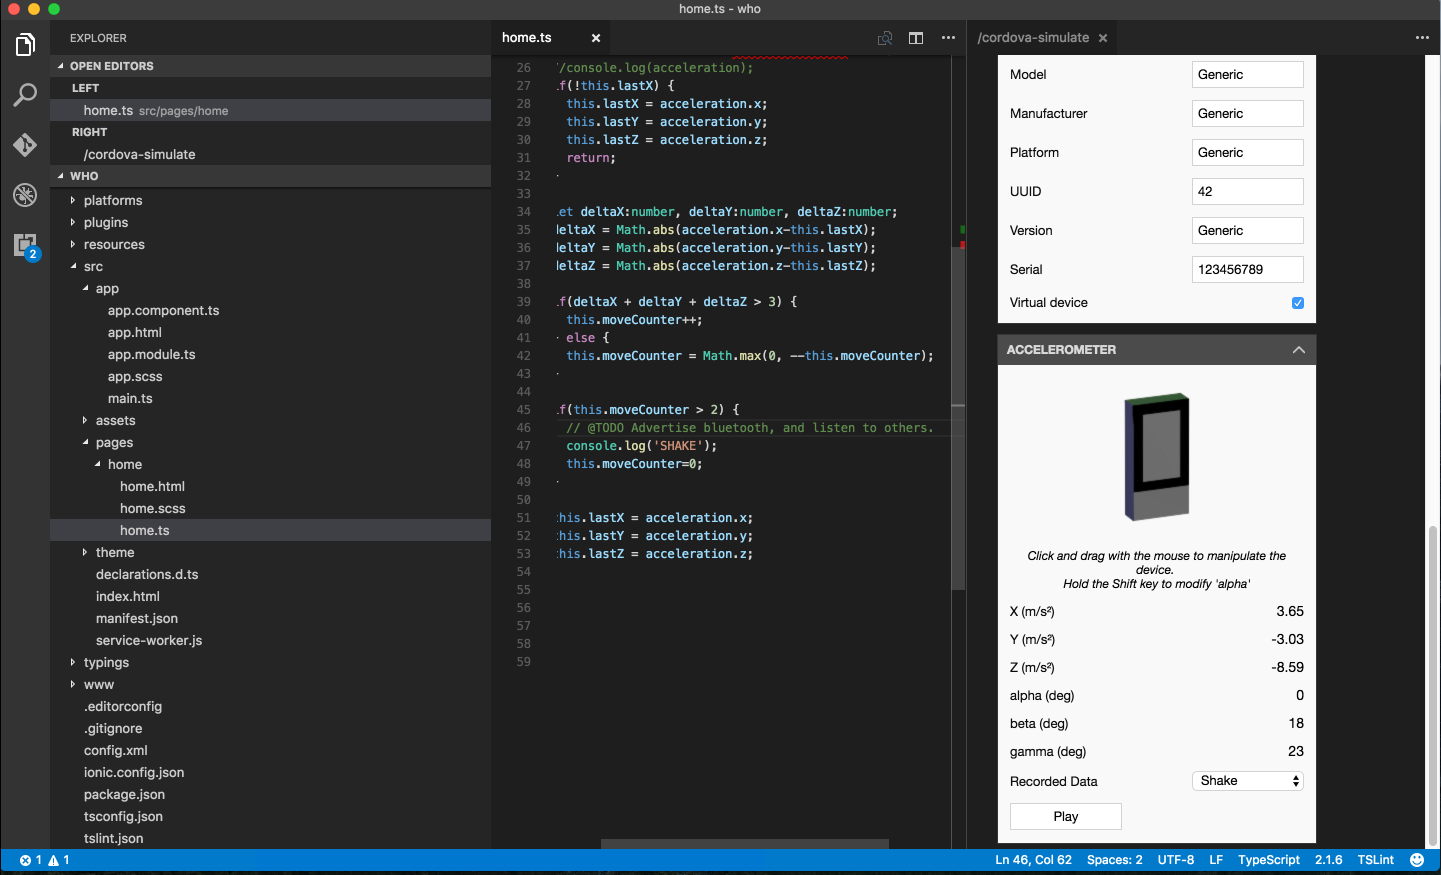 home.ts - who
EXPLORER
OPEN EDITORS
LEFT
home.ts src/pages/home
RIGHT
/cordova-simulate
WHO
platforms
plugins
resources
src
app
app.component.ts
app.html
app.module.ts
app.scss
main.ts
assets
pages
home
home.html
home.scss
home.ts
theme
declarations.d.ts
index.html
manifest.json
service-worker.js
typings
www
.editorconfig
.gitignore
config.xml
ionic.config.json
package.json
tsconfig.json
tslint.json
2
home.ts
26 /console.log(acceleration);
27 f(!this.lastX) {
28 this.lastX = acceleration.x;
29 this.lastY = acceleration.y;
30 this.lastZ = acceleration.z;
31 return;
32
33
34 et deltaX:number, deltaY:number, deltaZ:number;
35 deltaX = Math.abs(acceleration.x-this.lastX);
36 deltaY = Math.abs(acceleration.y-this.lastY);
37 deltaZ = Math.abs(acceleration.z-this.lastZ);
38
39 f(deltaX + deltaY + deltaZ > 3) {
40 this.moveCounter++;
41 else {
42 this.moveCounter = Math.max(0, --this.moveCounter);
43
44
45 f(this.moveCounter > 2) {
46 // @TODO Advertise bluetooth, and listen to others.
47 console.log('SHAKE');
48 this.moveCounter=0;
49
50
51 his.lastX = acceleration.x;
52 his.lastY = acceleration.y;
53 his.lastZ = acceleration.z;
54
55
56
57
58
59
/cordova-simulate
Model Generic
Manufacturer Generic
Platform Generic
UUID 42
Version Generic
Serial 123456789
Virtual device
ACCELEROMETER
Click and drag with the mouse to manipulate the
device.
Hold the Shift key to modify 'alpha'
X (m/s²) 3.65
Y (m/s²) -3.03
Z (m/s²) -8.59
alpha (deg) 0
beta (deg) 18
gamma (deg) 23
Recorded Data Shake
Play
1 1 Ln 46, Col 62 Spaces: 2 UTF-8 LF TypeScript 2.1.6 TSLint